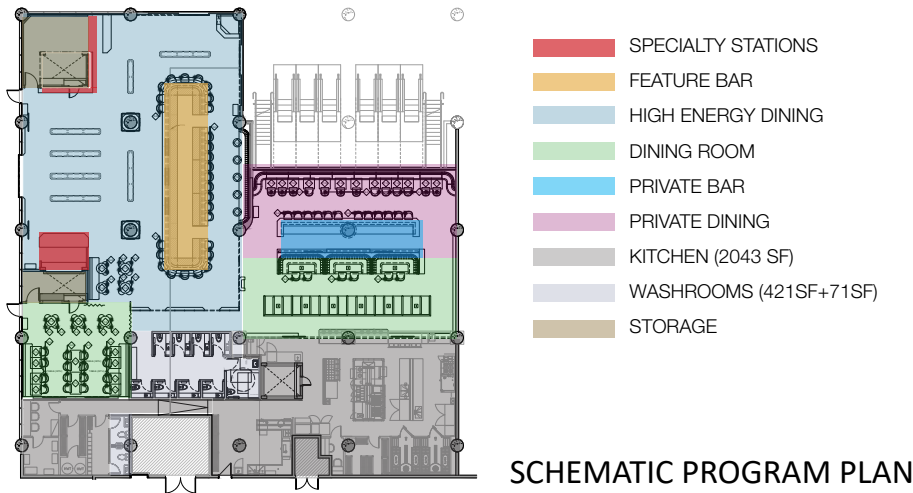 SPECIALTY STATIONS
FEATURE BAR
HIGH ENERGY DINING
DINING ROOM
PRIVATE BAR
PRIVATE DINING
KITCHEN (2043 SF)
WASHROOMS (421SF+71SF)
STORAGE
SCHEMATIC PROGRAM PLAN